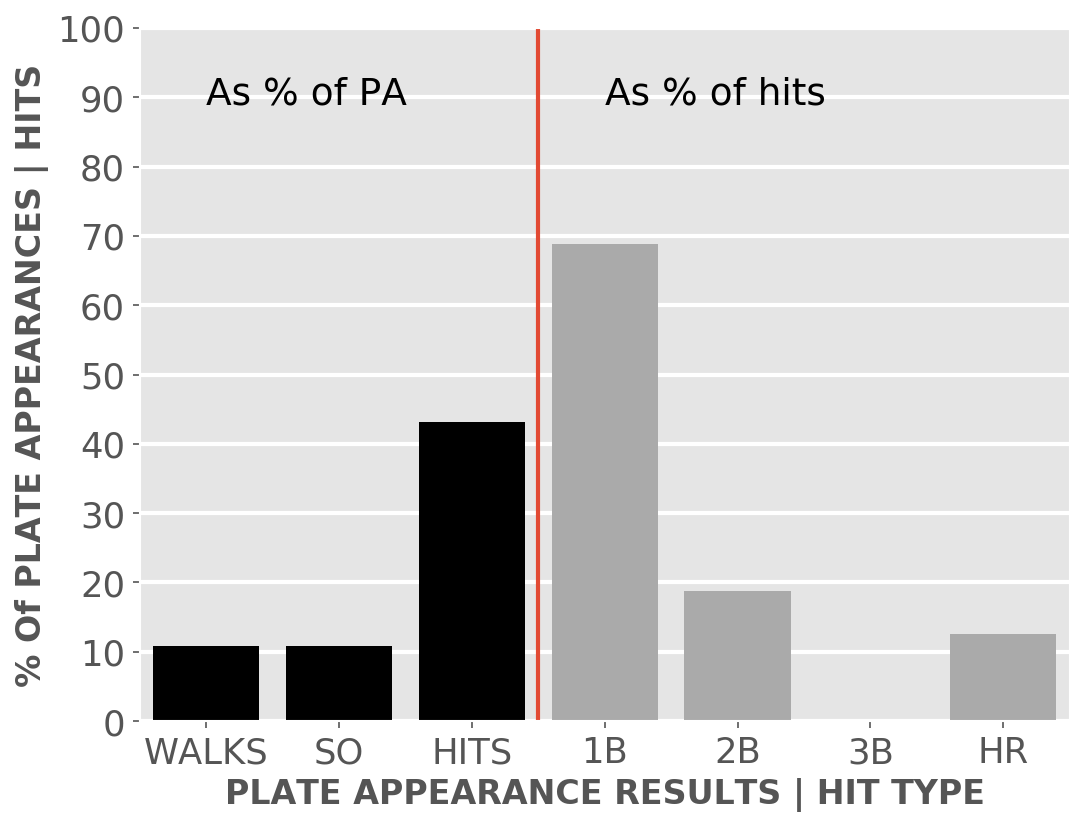 As % of PA
As % of hits
100
90
80
70
60
50
40
30
20
10
0
% Of PLATE APPEARANCES | HITS
WALKS SO HITS 1B 2B 3B HR
PLATE APPEARANCE RESULTS | HIT TYPE